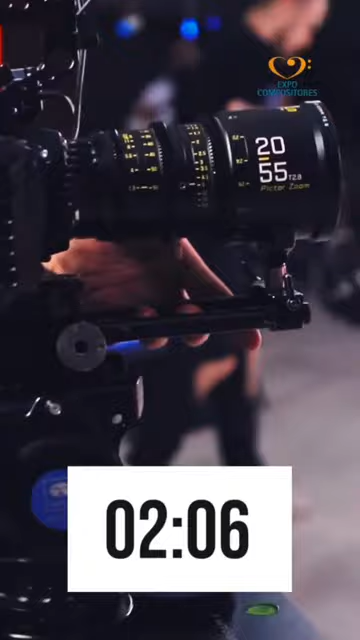 EXPO
COMPOSITORES
20
55 T2.8
Pictor Zoom
02:06